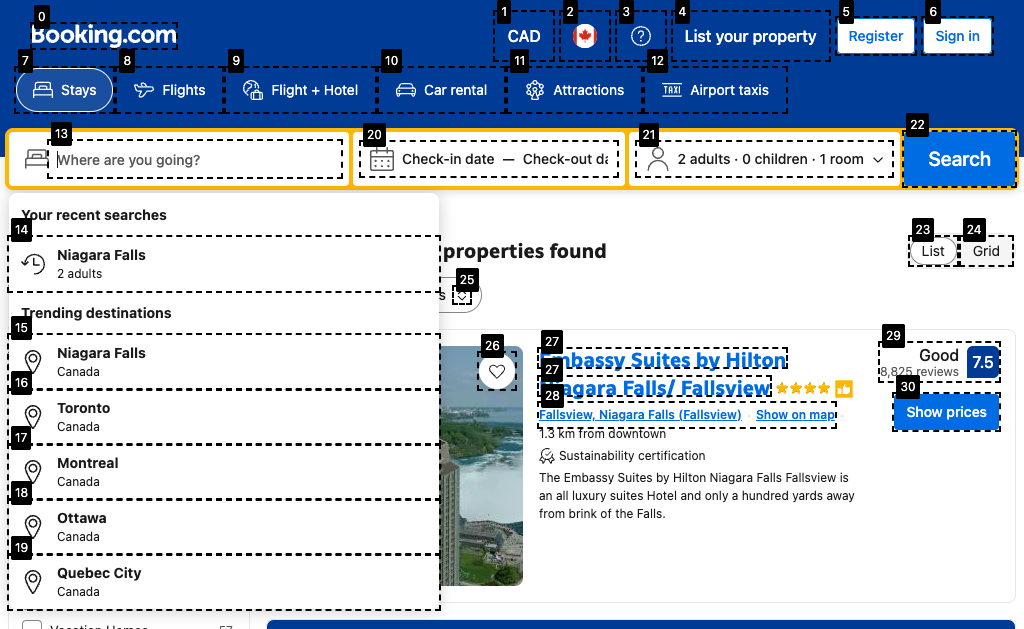 0
1
2
3
4
5
6
Booking.com
CAD
List your property
Register
Sign in
7
8
9
10
11
12
Stays
Flights
Flight + Hotel
Car rental
Attractions
TAXI
Airport taxis
13
20
21
22
Where are you going?
Check-in date — Check-out da
2 adults · 0 children · 1 room
Search
Your recent searches
14
Niagara Falls
2 adults
Trending destinations
15
Niagara Falls
Canada
16
Toronto
Canada
17
Montreal
Canada
18
Ottawa
Canada
19
Quebec City
Canada
properties found
23
List
24
Grid
25
s
26
27
Embassy Suites by Hilton
27
Niagara Falls/ Fallsview
28
Fallsview, Niagara Falls (Fallsview) · Show on map ·
1.3 km from downtown
Sustainability certification
The Embassy Suites by Hilton Niagara Falls Fallsview is
an all luxury suites Hotel and only a hundred yards away
from brink of the Falls.
29
Good
8,825 reviews
7.5
30
Show prices